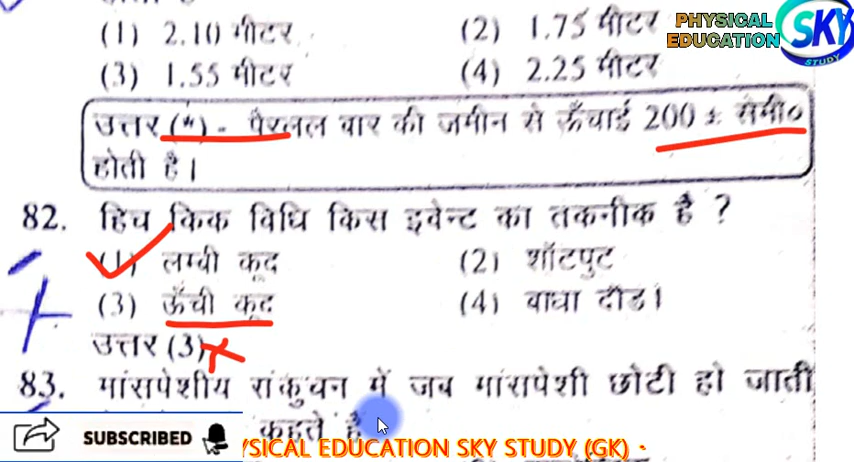 (1) 2.10 मीटर (2) 1.75 मीटर
(3) 1.55 मीटर (4) 2.25 मीटर
PHYSICAL
EDUCATION
SKY
STUDY
उत्तर (*) - पैरलल वार की जमीन से ऊँचाई 200 ± सेमी०
होती है।
82. हिच किक विधि किस इवेन्ट का तकनीक है ?
(1) लम्बी कूद (2) शॉटपुट
(3) ऊँची कूद (4) बाधा दौड।
उत्तर (3)
83. मांसपेशीय संकुचन में जब मांसपेशी छोटी हो जाती
कहते है
SUBSCRIBED
YSICAL EDUCATION SKY STUDY (GK) -